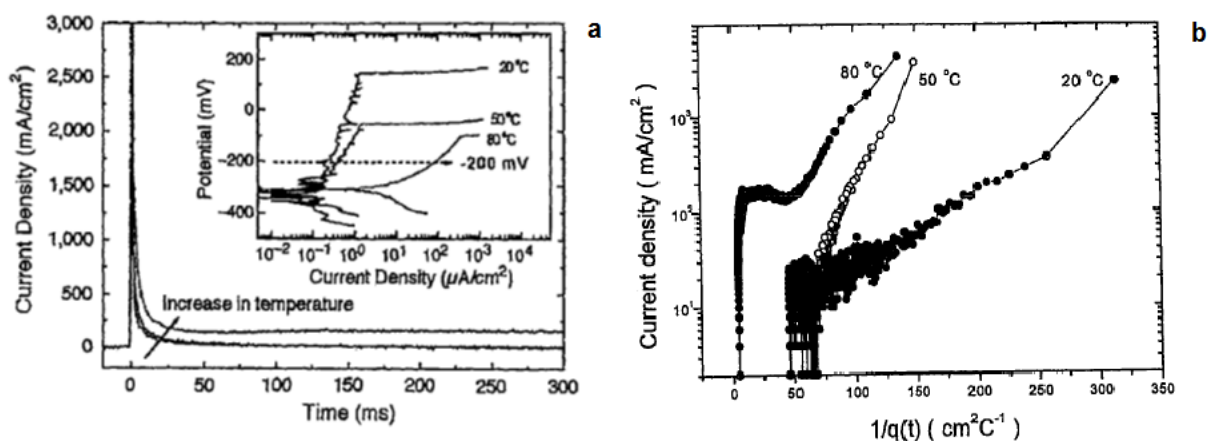 a
3,000
2,500
2,000
1,500
1,000
500
250
0
Current Density (mA/cm²)
0 50 100 150 200 250 300
Time (ms)
Increase in temperature
200
0
−200
−400
Potential (mV)
20°C
50°C
80°C
-200 mV
10⁻² 10⁻¹ 10⁰ 10¹ 10² 10³ 10⁴
Current Density (µA/cm²)
b
10³
10²
10¹
Current density ( mA/cm² )
80 °C
50 °C
20 °C
0 50 100 150 200 250 300 350
1/q(t) ( cm²C⁻¹ )